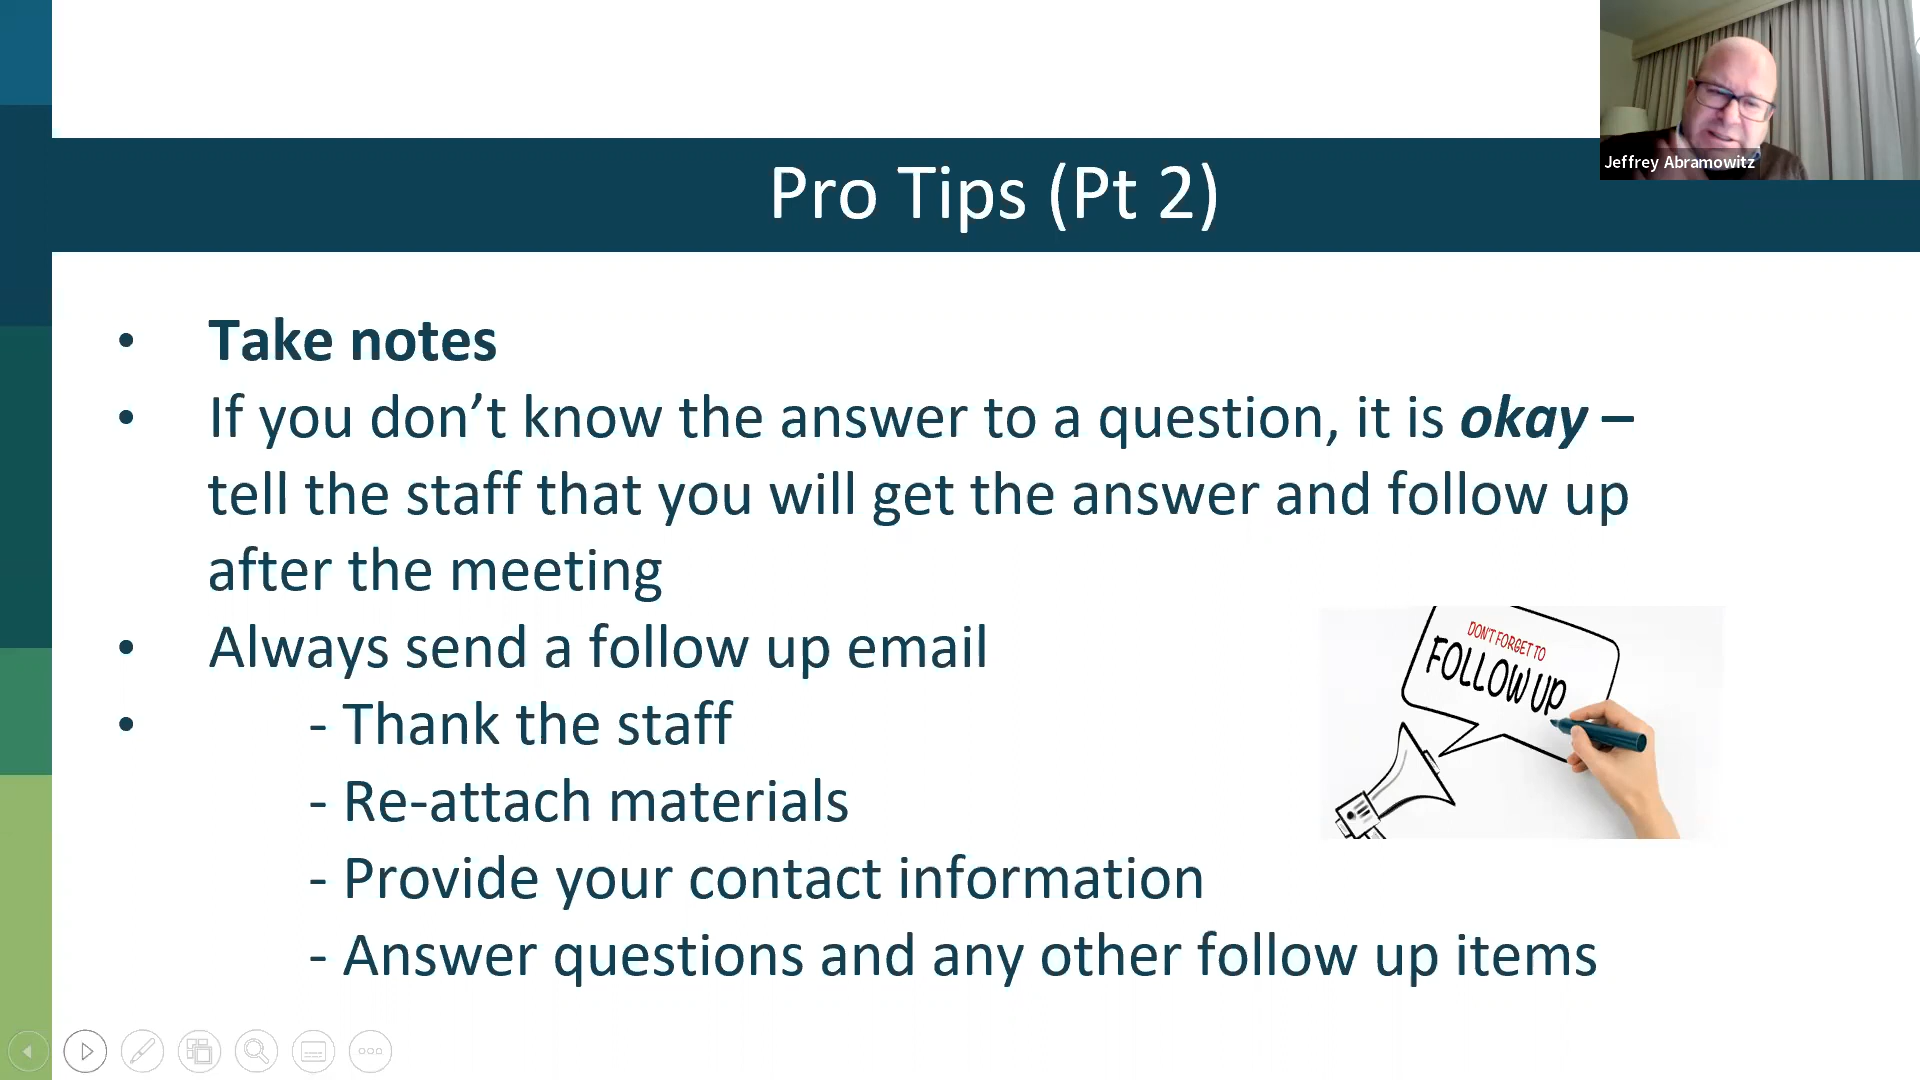 Jeffrey Abramowitz
Pro Tips (Pt 2)
• Take notes
• If you don’t know the answer to a question, it is okay –
tell the staff that you will get the answer and follow up
after the meeting
• Always send a follow up email
• - Thank the staff
- Re-attach materials
- Provide your contact information
- Answer questions and any other follow up items
DON'T FORGET TO
FOLLOW UP